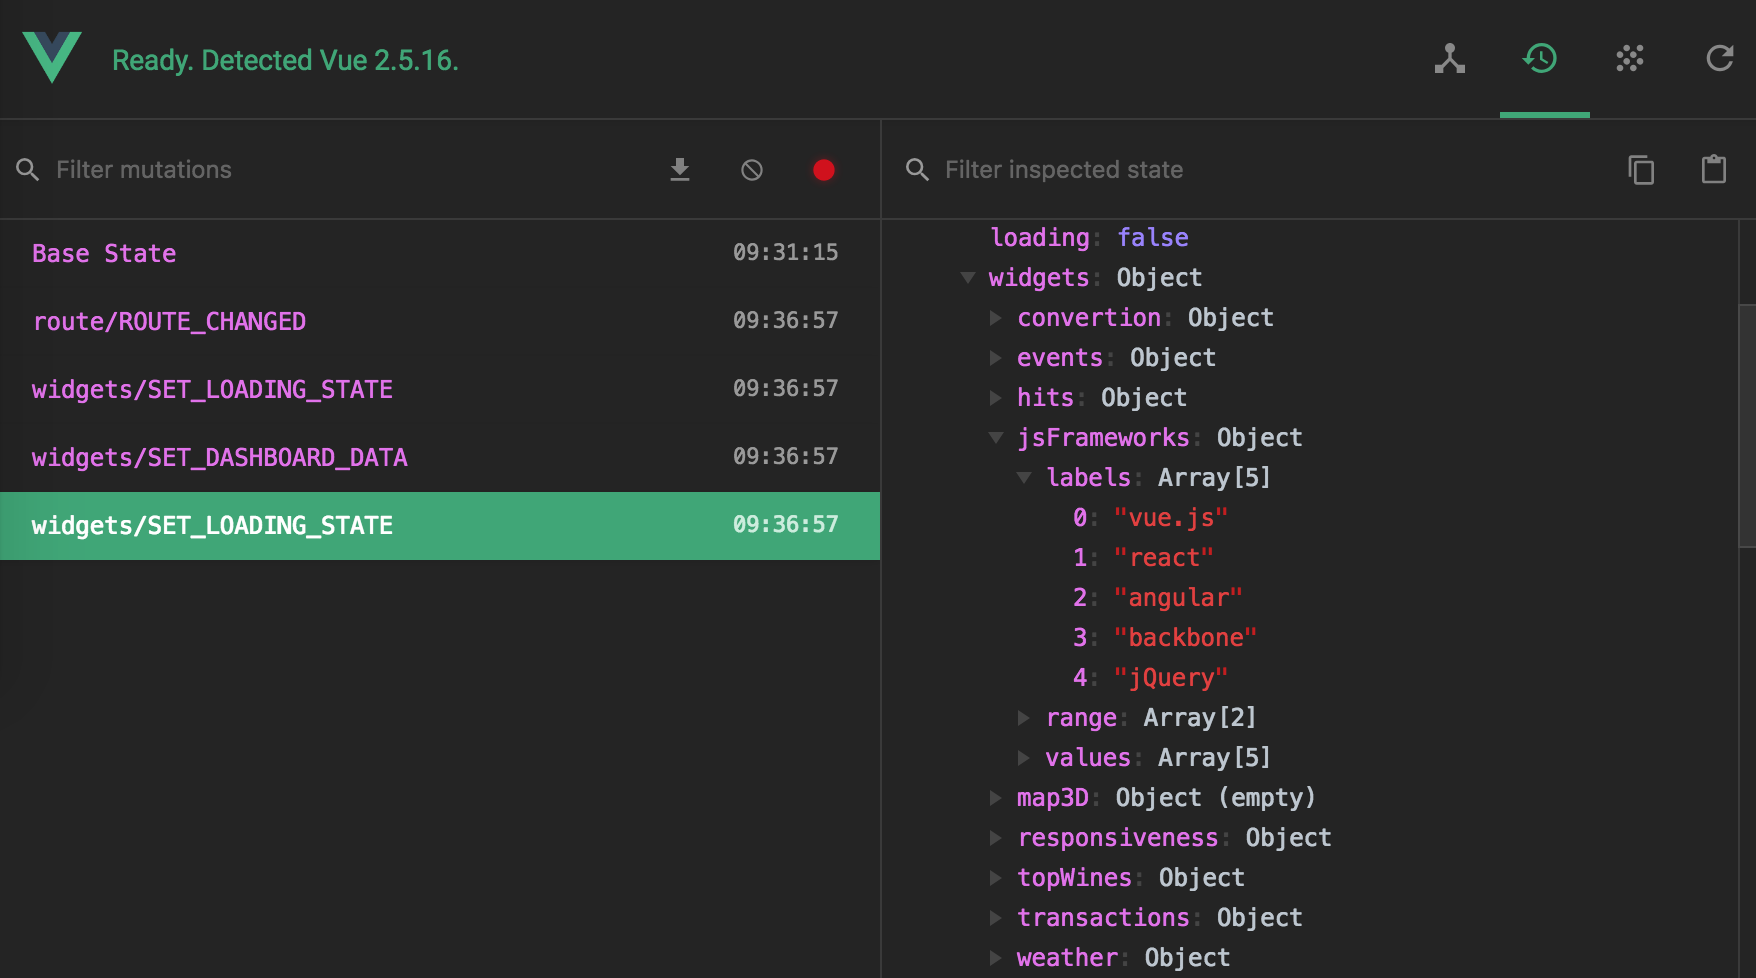 Ready. Detected Vue 2.5.16.
Filter mutations
Base State 09:31:15
route/ROUTE_CHANGED 09:36:57
widgets/SET_LOADING_STATE 09:36:57
widgets/SET_DASHBOARD_DATA 09:36:57
widgets/SET_LOADING_STATE 09:36:57
Filter inspected state
loading: false
widgets: Object
convertion: Object
events: Object
hits: Object
jsFrameworks: Object
labels: Array[5]
0: "vue.js"
1: "react"
2: "angular"
3: "backbone"
4: "jQuery"
range: Array[2]
values: Array[5]
map3D: Object (empty)
responsiveness: Object
topWines: Object
transactions: Object
weather: Object